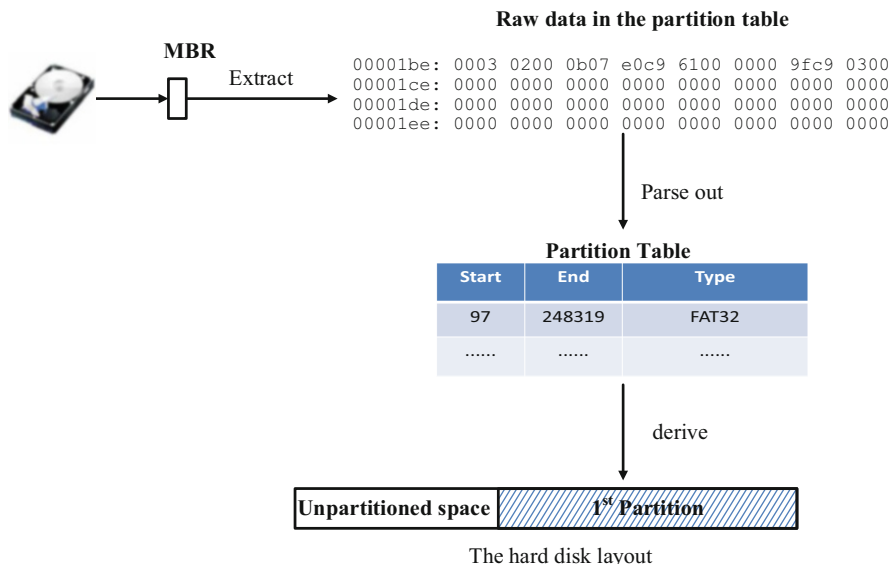 Raw data in the partition table
MBR
Extract
00001be: 0003 0200 0b07 e0c9 6100 0000 9fc9 0300
00001ce: 0000 0000 0000 0000 0000 0000 0000 0000
00001de: 0000 0000 0000 0000 0000 0000 0000 0000
00001ee: 0000 0000 0000 0000 0000 0000 0000 0000
Parse out
Partition Table
Start End Type
97 248319 FAT32
...... ...... ......
derive
Unpartitioned space 1st Partition
The hard disk layout